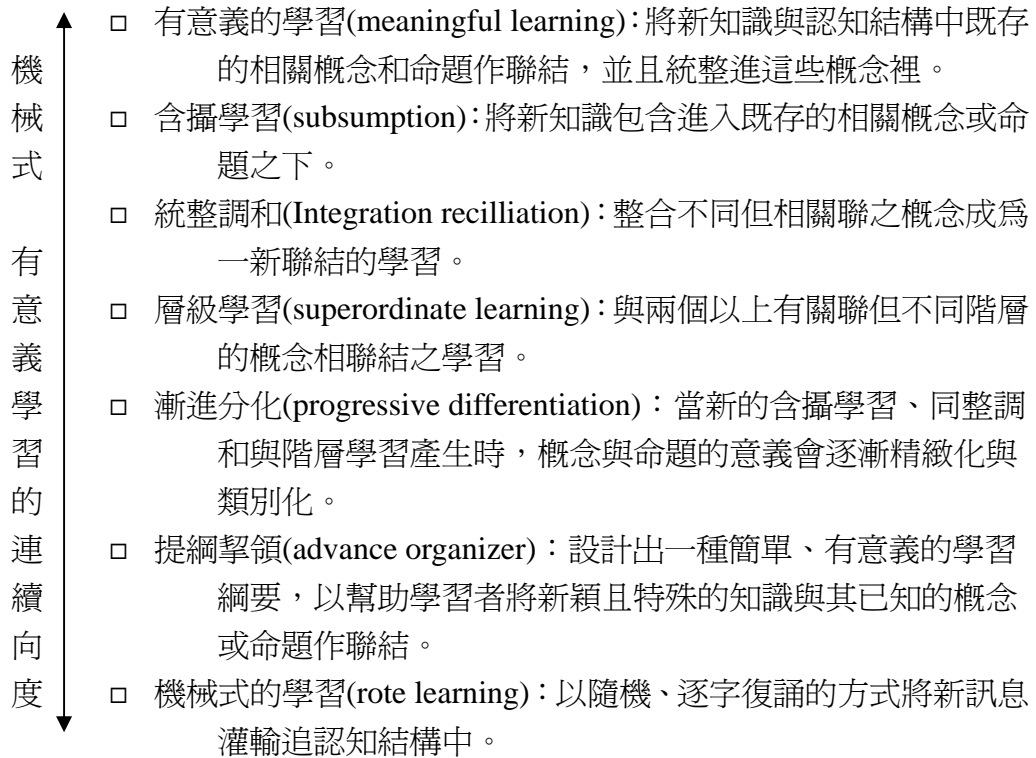 機械式 有意義學習的連續向度
□ 有意義的學習(meaningful learning)：將新知識與認知結構中既存
的相關概念和命題作聯結，並且統整進這些概念裡。
□ 含攝學習(subsumption)：將新知識包含進入既存的相關概念或命
題之下。
□ 統整調和(Integration recilliation)：整合不同但相關聯之概念成為
一新聯結的學習。
□ 層級學習(superordinate learning)：與兩個以上有關聯但不同階層
的概念相聯結之學習。
□ 漸進分化(progressive differentiation)：當新的含攝學習、同整調
和與階層學習產生時，概念與命題的意義會逐漸精緻化與
類別化。
□ 提綱挈領(advance organizer)：設計出一種簡單、有意義的學習
綱要，以幫助學習者將新穎且特殊的知識與其已知的概念
或命題作聯結。
□ 機械式的學習(rote learning)：以隨機、逐字復誦的方式將新訊息
灌輸追認知結構中。